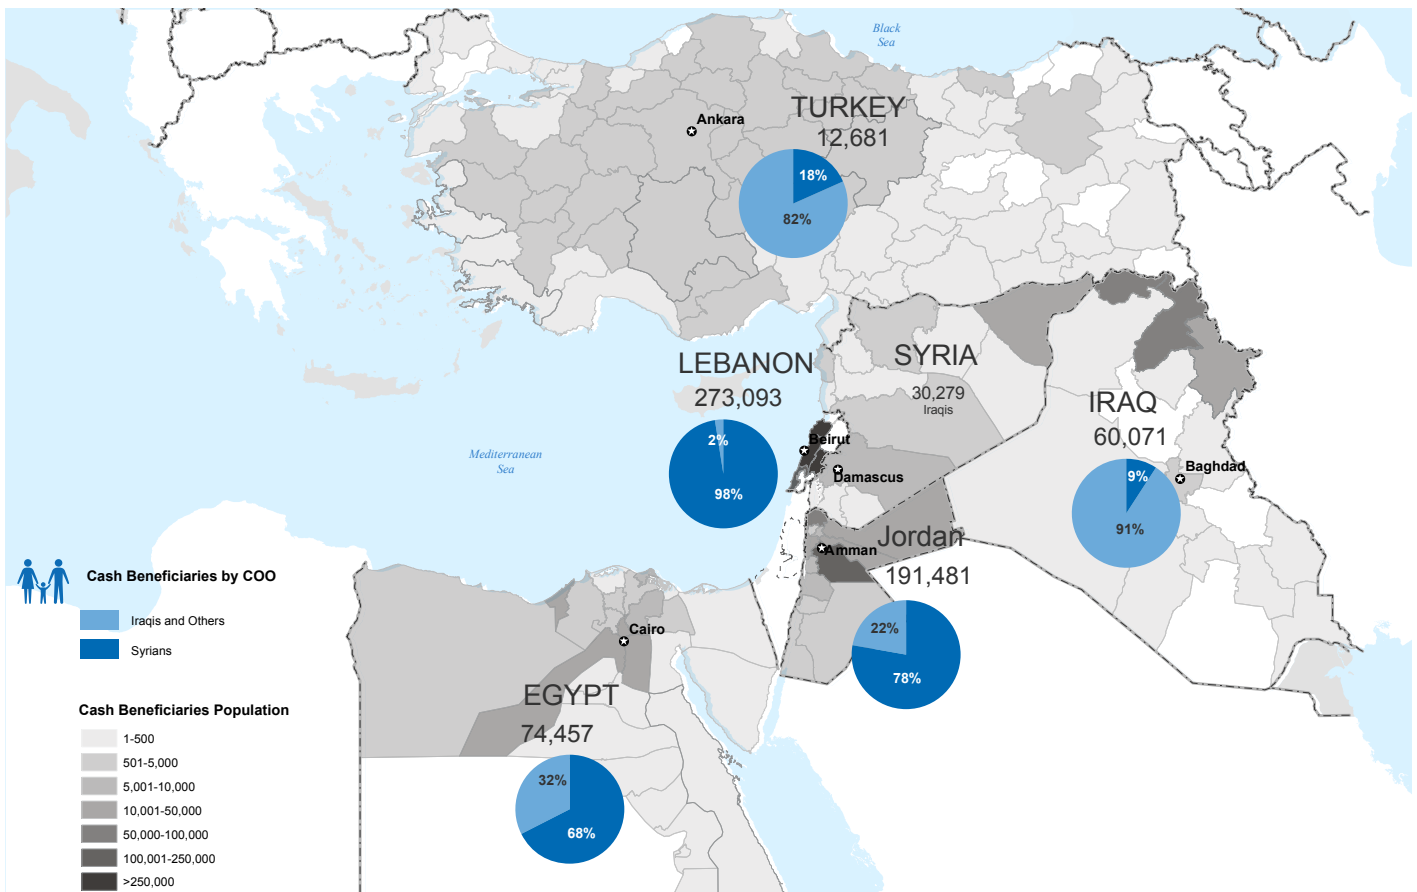 Black
Sea
TURKEY
12,681
Ankara
18%
82%
LEBANON
273,093
2%
98%
Beirut
SYRIA
30,279
Iraqis
Damascus
IRAQ
60,071
9%
91%
Baghdad
Mediterranean
Sea
Jordan
191,481
Amman
22%
78%
Cairo
EGYPT
74,457
32%
68%
Cash Beneficiaries by COO
Iraqis and Others
Syrians
Cash Beneficiaries Population
1-500
501-5,000
5,001-10,000
10,001-50,000
50,000-100,000
100,001-250,000
>250,000